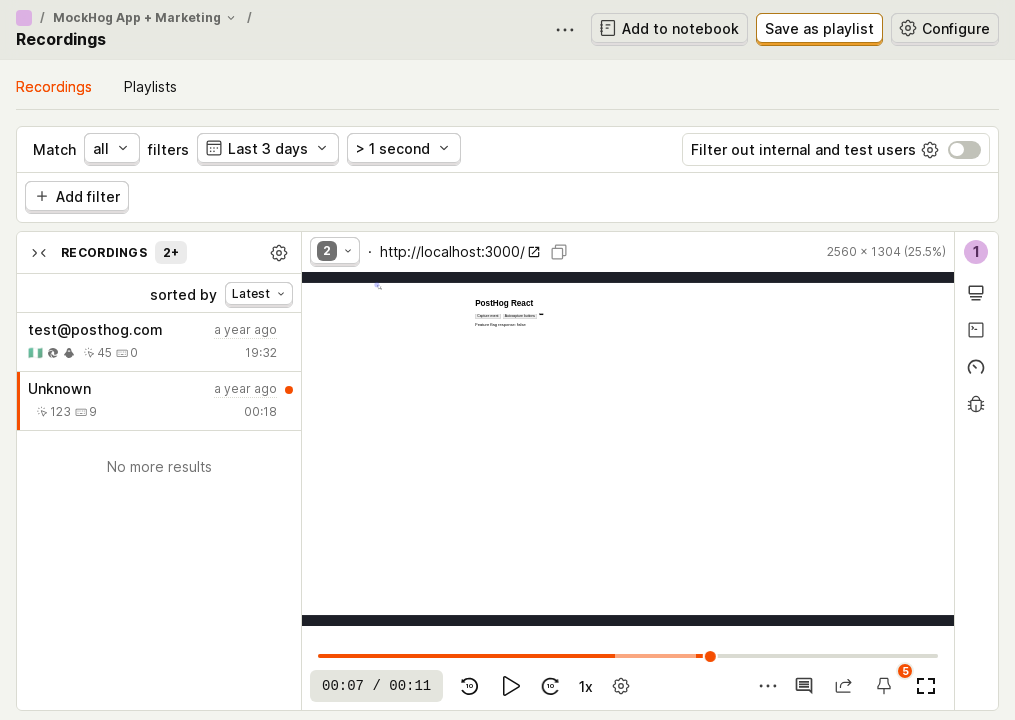 / MockHog App + Marketing /
Recordings
Add to notebook
Save as playlist
Configure
Recordings Playlists
Match all filters Last 3 days > 1 second
Filter out internal and test users
Add filter
RECORDINGS 2+
2 · http://localhost:3000/
2560 × 1304 (25.5%)
1
sorted by Latest
test@posthog.com a year ago
45 0 19:32
Unknown a year ago
123 9 00:18
No more results
PostHog React
Capture event Autocapture buttons
Feature flag response: false
00:07 / 00:11
10
10
1x
5